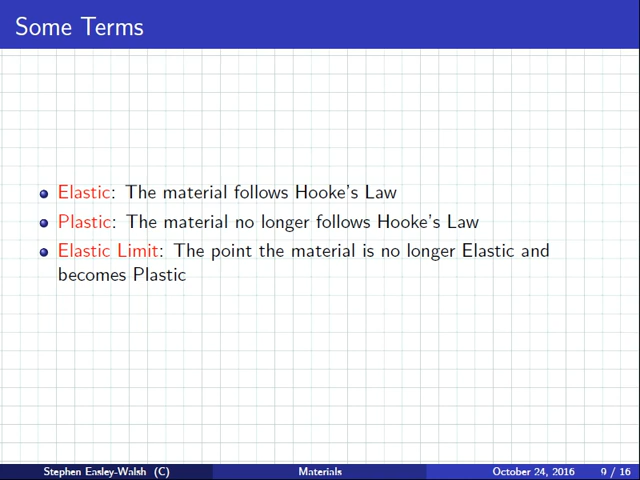 Some Terms
Elastic: The material follows Hooke's Law
Plastic: The material no longer follows Hooke's Law
Elastic Limit: The point the material is no longer Elastic and
becomes Plastic
Stephen Easley-Walsh (C) Materials October 24, 2016 9 / 16